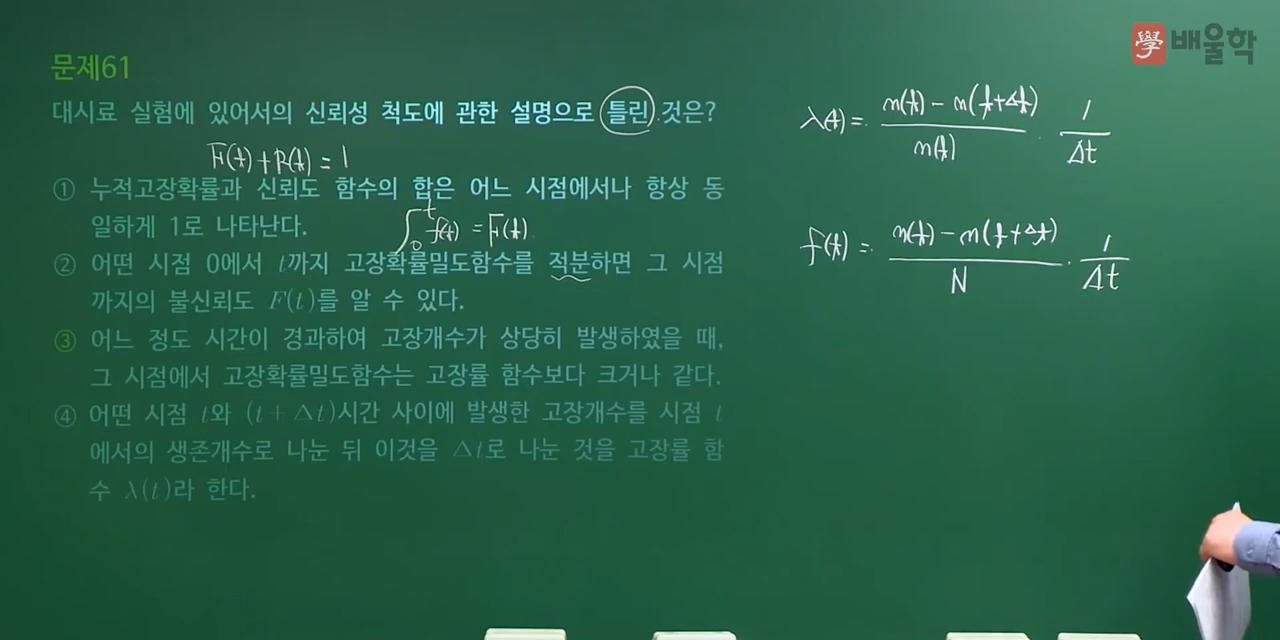 學 배울학
문제61
대시료 실험에 있어서의 신뢰성 척도에 관한 설명으로 틀린 것은?
F(t)+R(t)=1
① 누적고장확률과 신뢰도 함수의 합은 어느 시점에서나 항상 동
일하게 1로 나타난다.
∫₀ᵗ f(t) = F(t)
② 어떤 시점 0에서 t까지 고장확률밀도함수를 적분하면 그 시점
까지의 불신뢰도 F(t)를 알 수 있다.
③ 어느 정도 시간이 경과하여 고장개수가 상당히 발생하였을 때,
그 시점에서 고장확률밀도함수는 고장률 함수보다 크거나 같다.
④ 어떤 시점 t와 (t+Δt)시간 사이에 발생한 고장개수를 시점 t
에서의 생존개수로 나눈 뒤 이것을 Δt로 나눈 것을 고장률 함
수 λ(t)라 한다.
λ(t) = n(t) - n(t+Δt) / n(t) · 1 / Δt
f(t) = n(t) - n(t+Δt) / N · 1 / Δt